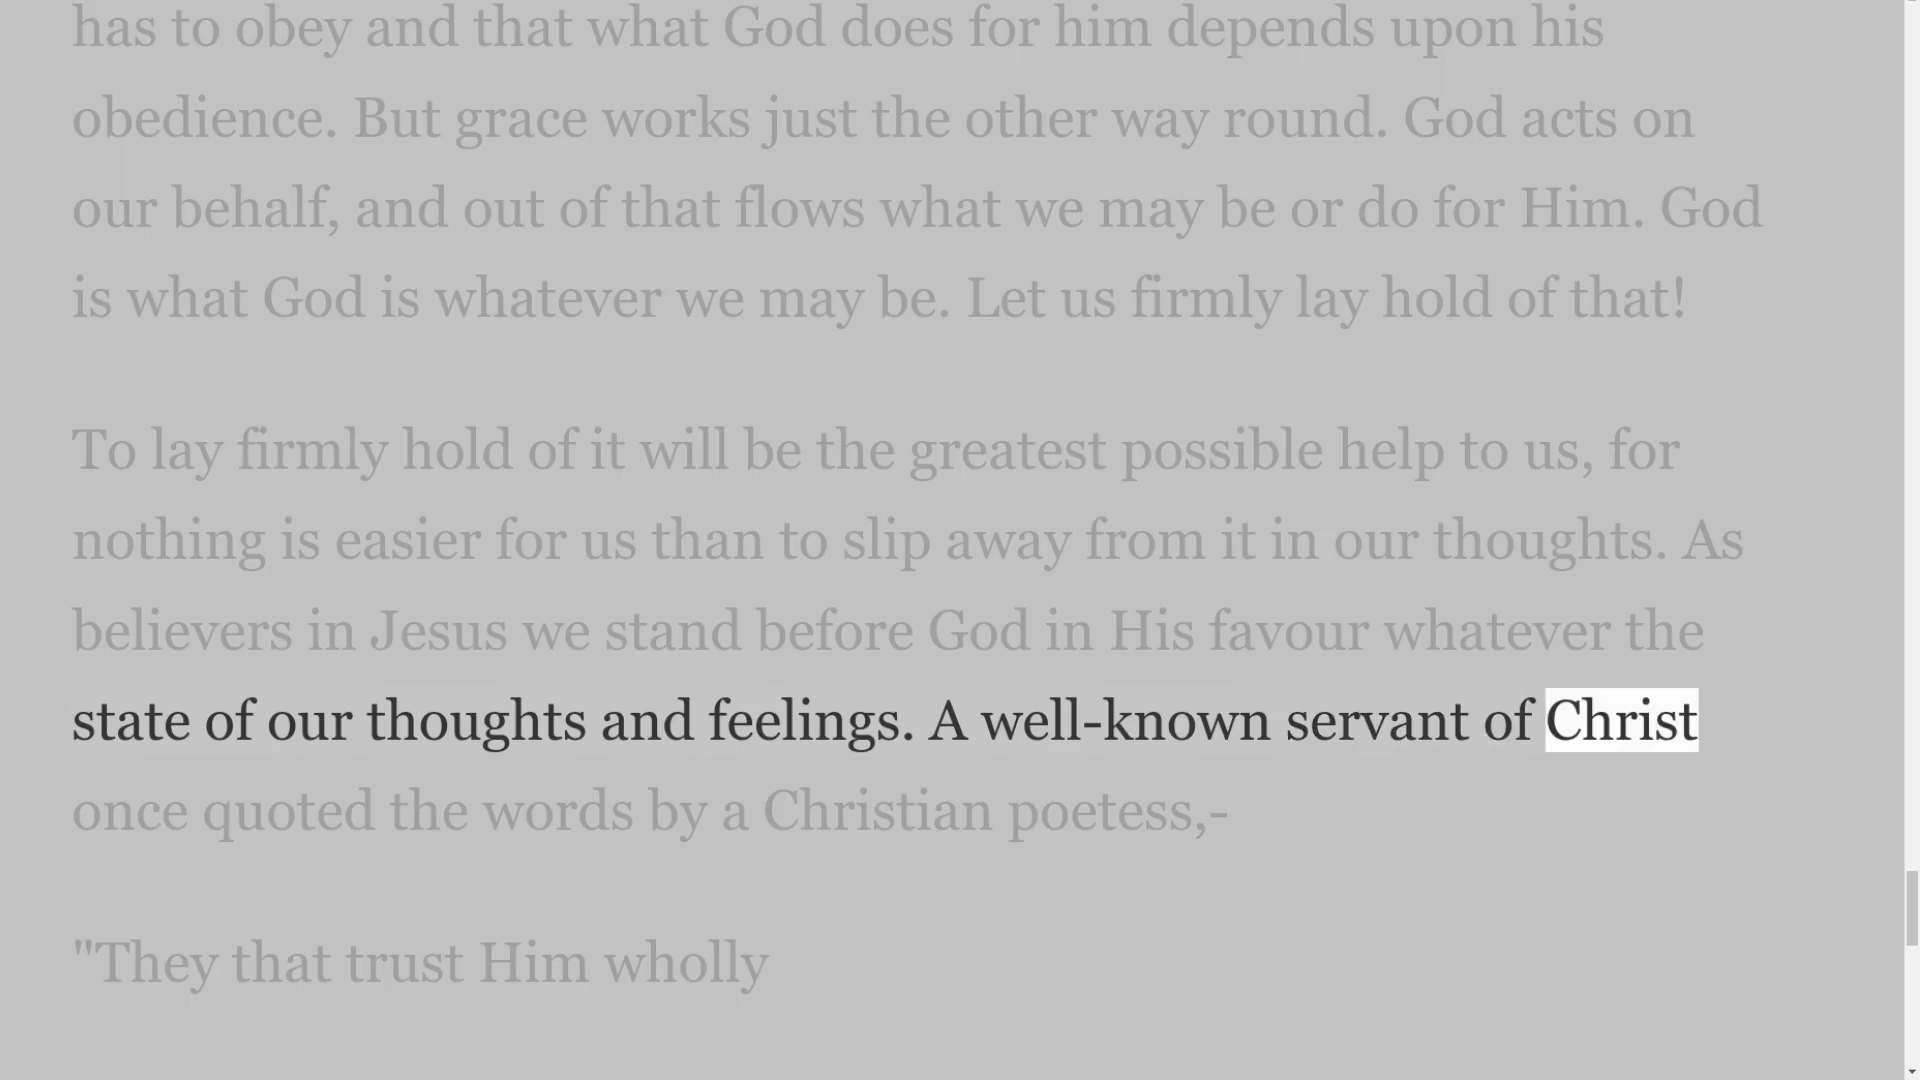 has to obey and that what God does for him depends upon his
obedience. But grace works just the other way round. God acts on
our behalf, and out of that flows what we may be or do for Him. God
is what God is whatever we may be. Let us firmly lay hold of that!
To lay firmly hold of it will be the greatest possible help to us, for
nothing is easier for us than to slip away from it in our thoughts. As
believers in Jesus we stand before God in His favour whatever the
state of our thoughts and feelings. A well-known servant of Christ
once quoted the words by a Christian poetess,-
"They that trust Him wholly